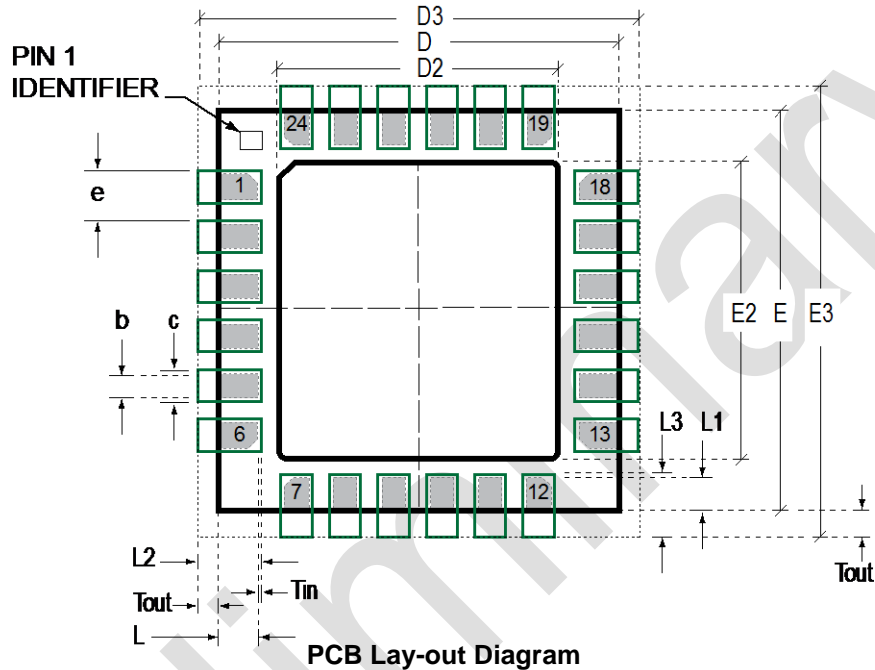 D3
D
D2
PIN 1
IDENTIFIER
24
19
1
18
e
b
c
E2
E
E3
6
13
L3
L1
7
12
L2
Tin
Tout
Tout
L
PCB Lay-out Diagram